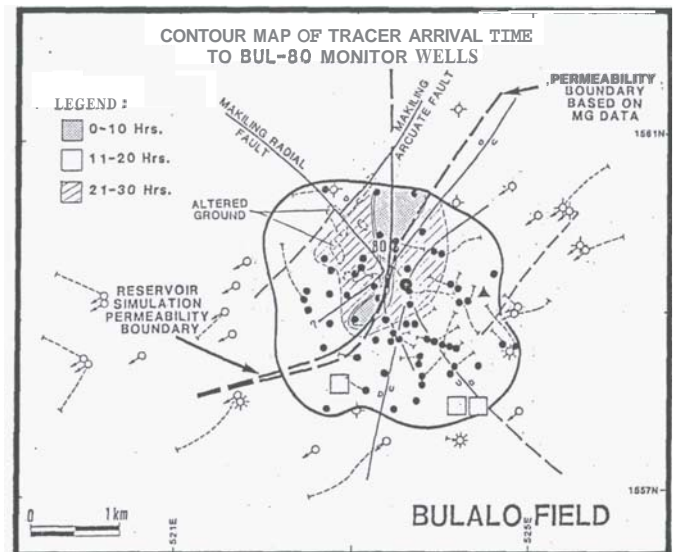 CONTOUR MAP OF TRACER ARRIVAL TIME
TO BUL-80 MONITOR WELLS
LEGEND:
0-10 Hrs.
11-20 Hrs.
21-30 Hrs.
MAKILING RADIAL
FAULT
MAKILING
ARCUATE FAULT
PERMEABILITY
BOUNDARY
BASED ON
MG DATA
1561N
ALTERED
GROUND
80
RESERVOIR
SIMULATION
PERMEABILITY
BOUNDARY
D
U
D
U
D
U
1557N
0
1km
521E
525E
BULALO FIELD